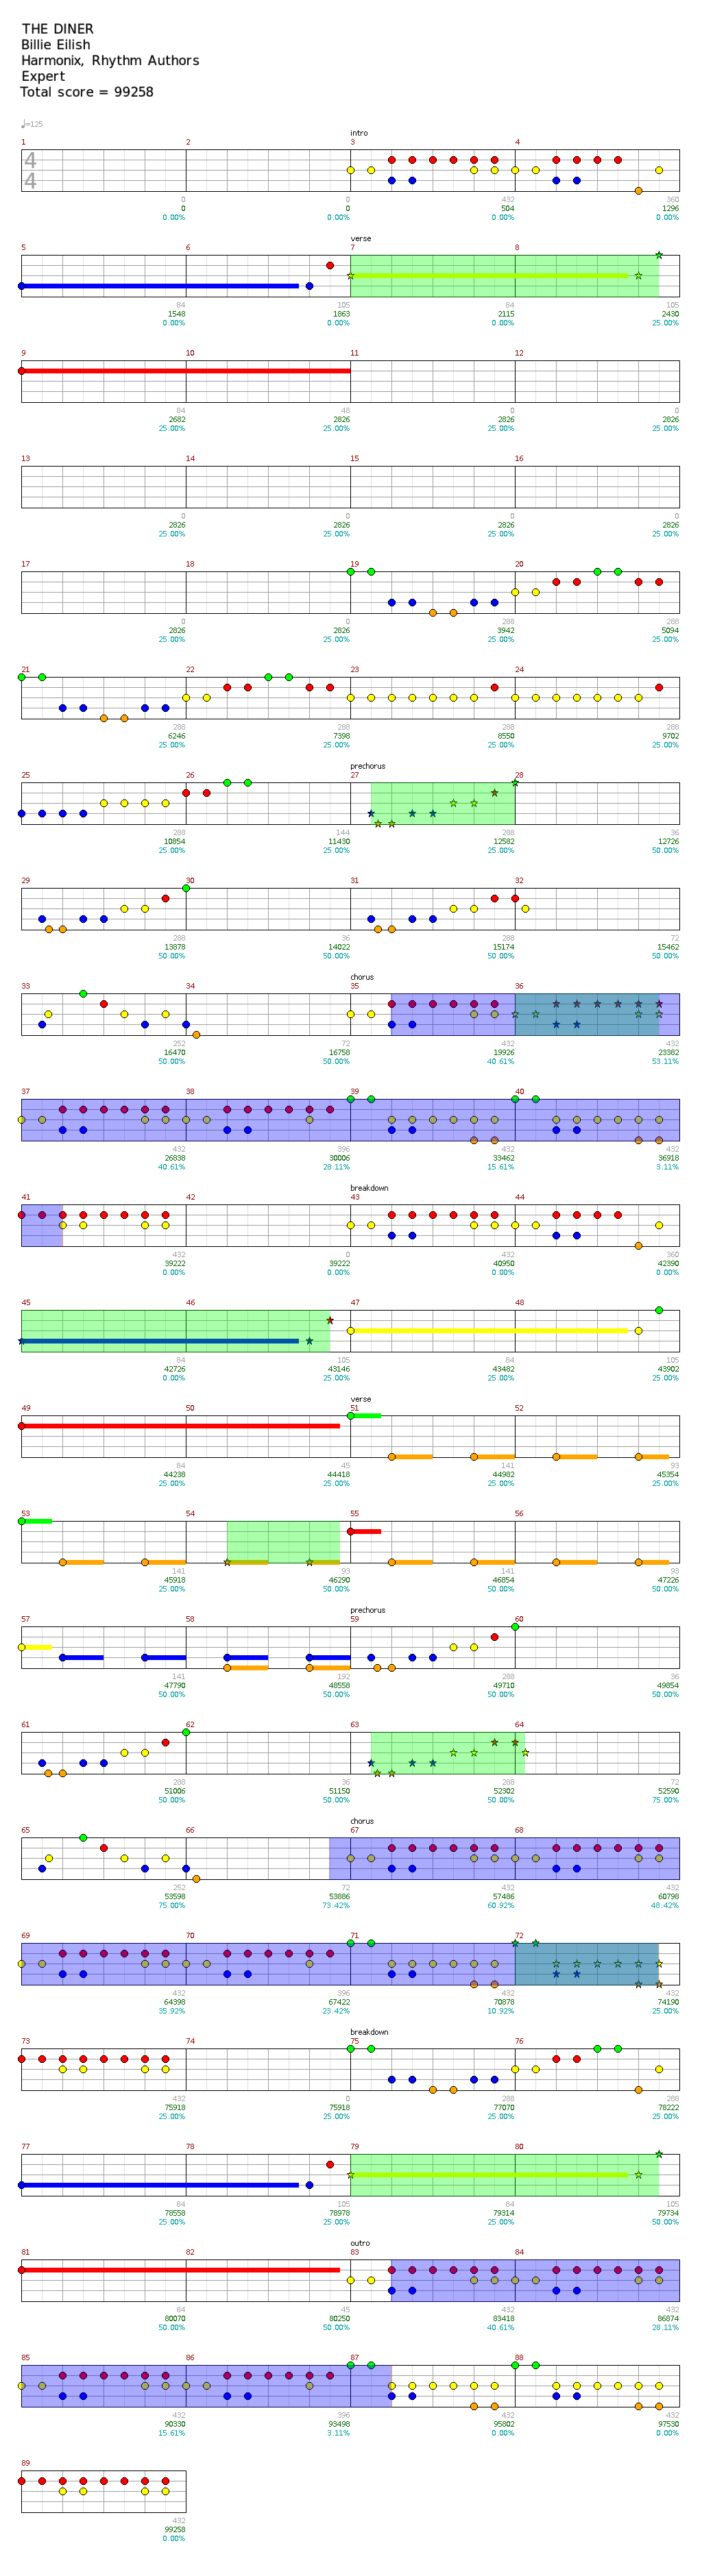 THE DINER
Billie Eilish
Harmonix, Rhythm Authors
Expert
Total score = 99258
♩=125
intro
1 2 3 4
4
4
0 0 432 360
0 0 504 1296
0.00% 0.00% 0.00% 0.00%
verse
5 6 7 8
84 105 84 105
1548 1863 2115 2430
0.00% 0.00% 0.00% 25.00%
9 10 11 12
84 48 0 0
2682 2826 2826 2826
25.00% 25.00% 25.00% 25.00%
13 14 15 16
0 0 0 0
2826 2826 2826 2826
25.00% 25.00% 25.00% 25.00%
17 18 19 20
0 0 288 288
2826 2826 3942 5094
25.00% 25.00% 25.00% 25.00%
21 22 23 24
288 288 288 288
6246 7398 8550 9702
25.00% 25.00% 25.00% 25.00%
prechorus
25 26 27 28
288 144 288 36
10854 11430 12582 12726
25.00% 25.00% 25.00% 50.00%
29 30 31 32
288 36 288 72
13878 14022 15174 15462
50.00% 50.00% 50.00% 50.00%
chorus
33 34 35 36
252 72 432 432
16470 16758 19926 23382
50.00% 50.00% 40.61% 53.11%
37 38 39 40
432 396 432 432
26838 30006 33462 36918
40.61% 28.11% 15.61% 3.11%
breakdown
41 42 43 44
432 0 432 360
39222 39222 40950 42390
0.00% 0.00% 0.00% 0.00%
45 46 47 48
84 105 84 105
42726 43146 43482 43902
0.00% 25.00% 25.00% 25.00%
verse
49 50 51 52
84 45 141 93
44238 44418 44982 45354
25.00% 25.00% 25.00% 25.00%
53 54 55 56
141 93 141 93
45918 46290 46854 47226
25.00% 50.00% 50.00% 50.00%
prechorus
57 58 59 60
141 192 288 36
47790 48558 49710 49854
50.00% 50.00% 50.00% 50.00%
61 62 63 64
288 36 288 72
51006 51150 52302 52590
50.00% 50.00% 50.00% 75.00%
chorus
65 66 67 68
252 72 432 432
53598 53886 57486 60798
75.00% 73.42% 60.92% 48.42%
69 70 71 72
432 396 432 432
64398 67422 70878 74190
35.92% 23.42% 10.92% 25.00%
breakdown
73 74 75 76
432 0 288 288
75918 75918 77070 78222
25.00% 25.00% 25.00% 25.00%
77 78 79 80
84 105 84 105
78558 78978 79314 79734
25.00% 25.00% 25.00% 50.00%
outro
81 82 83 84
84 45 432 432
80070 80250 83418 86874
50.00% 50.00% 40.61% 28.11%
85 86 87 88
432 396 432 432
90330 93498 95802 97530
15.61% 3.11% 0.00% 0.00%
89
432
99258
0.00%